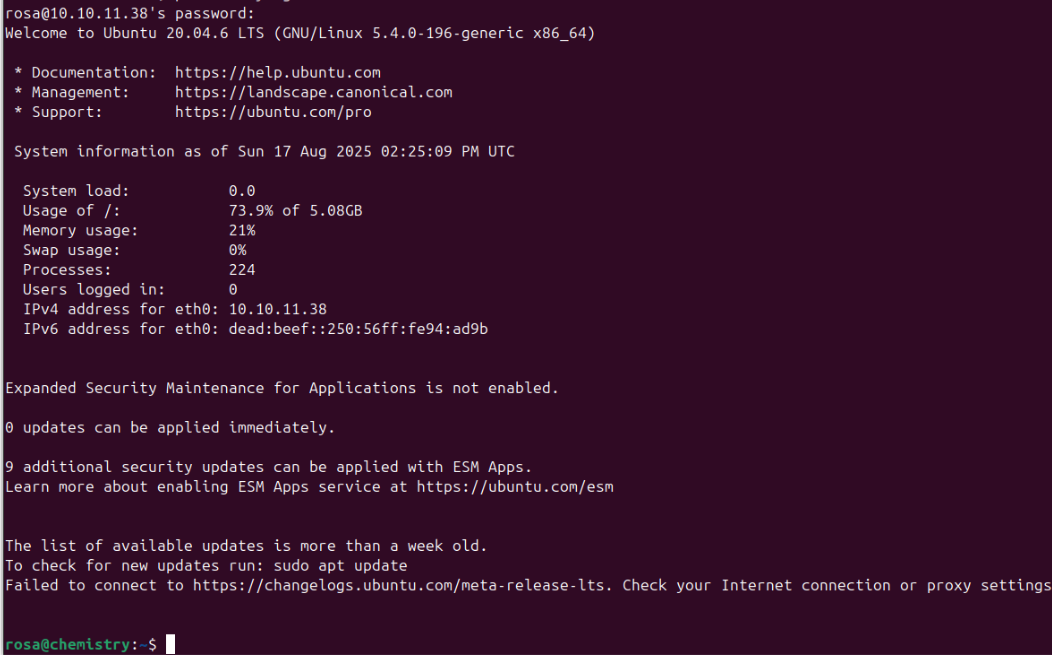 rosa@10.10.11.38's password:
Welcome to Ubuntu 20.04.6 LTS (GNU/Linux 5.4.0-196-generic x86_64)
* Documentation: https://help.ubuntu.com
* Management: https://landscape.canonical.com
* Support: https://ubuntu.com/pro
System information as of Sun 17 Aug 2025 02:25:09 PM UTC
System load: 0.0
Usage of /: 73.9% of 5.08GB
Memory usage: 21%
Swap usage: 0%
Processes: 224
Users logged in: 0
IPv4 address for eth0: 10.10.11.38
IPv6 address for eth0: dead:beef::250:56ff:fe94:ad9b
Expanded Security Maintenance for Applications is not enabled.
0 updates can be applied immediately.
9 additional security updates can be applied with ESM Apps.
Learn more about enabling ESM Apps service at https://ubuntu.com/esm
The list of available updates is more than a week old.
To check for new updates run: sudo apt update
Failed to connect to https://changelogs.ubuntu.com/meta-release-lts. Check your Internet connection or proxy settings
rosa@chemistry:~$